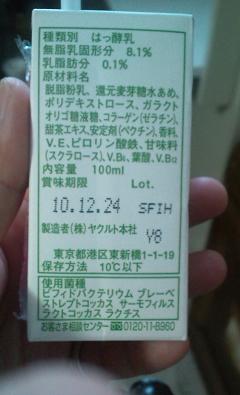 種類別 はっ酵乳
無脂乳固形分 8.1%
乳脂肪分 0.1%
原材料名
脱脂粉乳、還元麦芽糖水あめ、
ポリデキストロース、ガラクト
オリゴ糖液糖、コラーゲン(ゼラチン)、
甜茶エキス、安定剤(ペクチン)、香料、
V.E、ピロリン酸鉄、甘味料
(スクラロース)、V.B₆、葉酸、V.B₁₂
内容量 100ml
賞味期限 Lot.
10.12.24 SFIH
製造者(株)ヤクルト本社 Y8
東京都港区東新橋1-1-19
保存方法 10℃以下
使用菌種
ビフィドバクテリウム ブレーベ
ストレプトコッカス サーモフィルス
ラクトコッカス ラクチス
お客さま相談センター 0120-11-8960